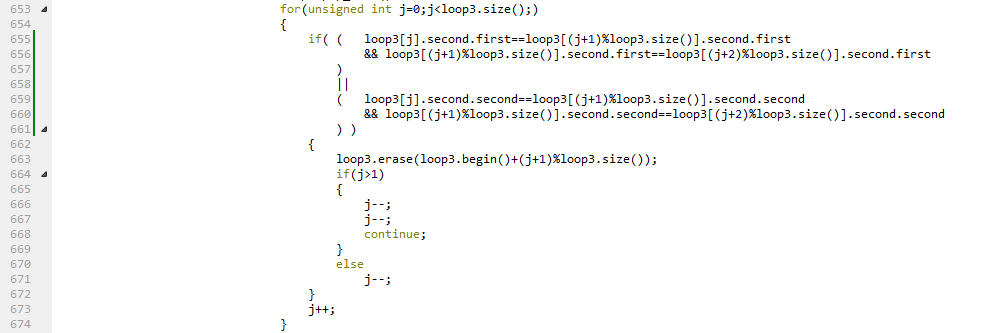 653 for(unsigned int j=0;j<loop3.size();)
654 {
655 if( ( loop3[j].second.first==loop3[(j+1)%loop3.size()].second.first
656 && loop3[(j+1)%loop3.size()].second.first==loop3[(j+2)%loop3.size()].second.first
657 )
658 ||
659 ( loop3[j].second.second==loop3[(j+1)%loop3.size()].second.second
660 && loop3[(j+1)%loop3.size()].second.second==loop3[(j+2)%loop3.size()].second.second
661 ) )
662 {
663 loop3.erase(loop3.begin()+(j+1)%loop3.size());
664 if(j>1)
665 {
666 j--;
667 j--;
668 continue;
669 }
670 else
671 j--;
672 }
673 j++;
674 }